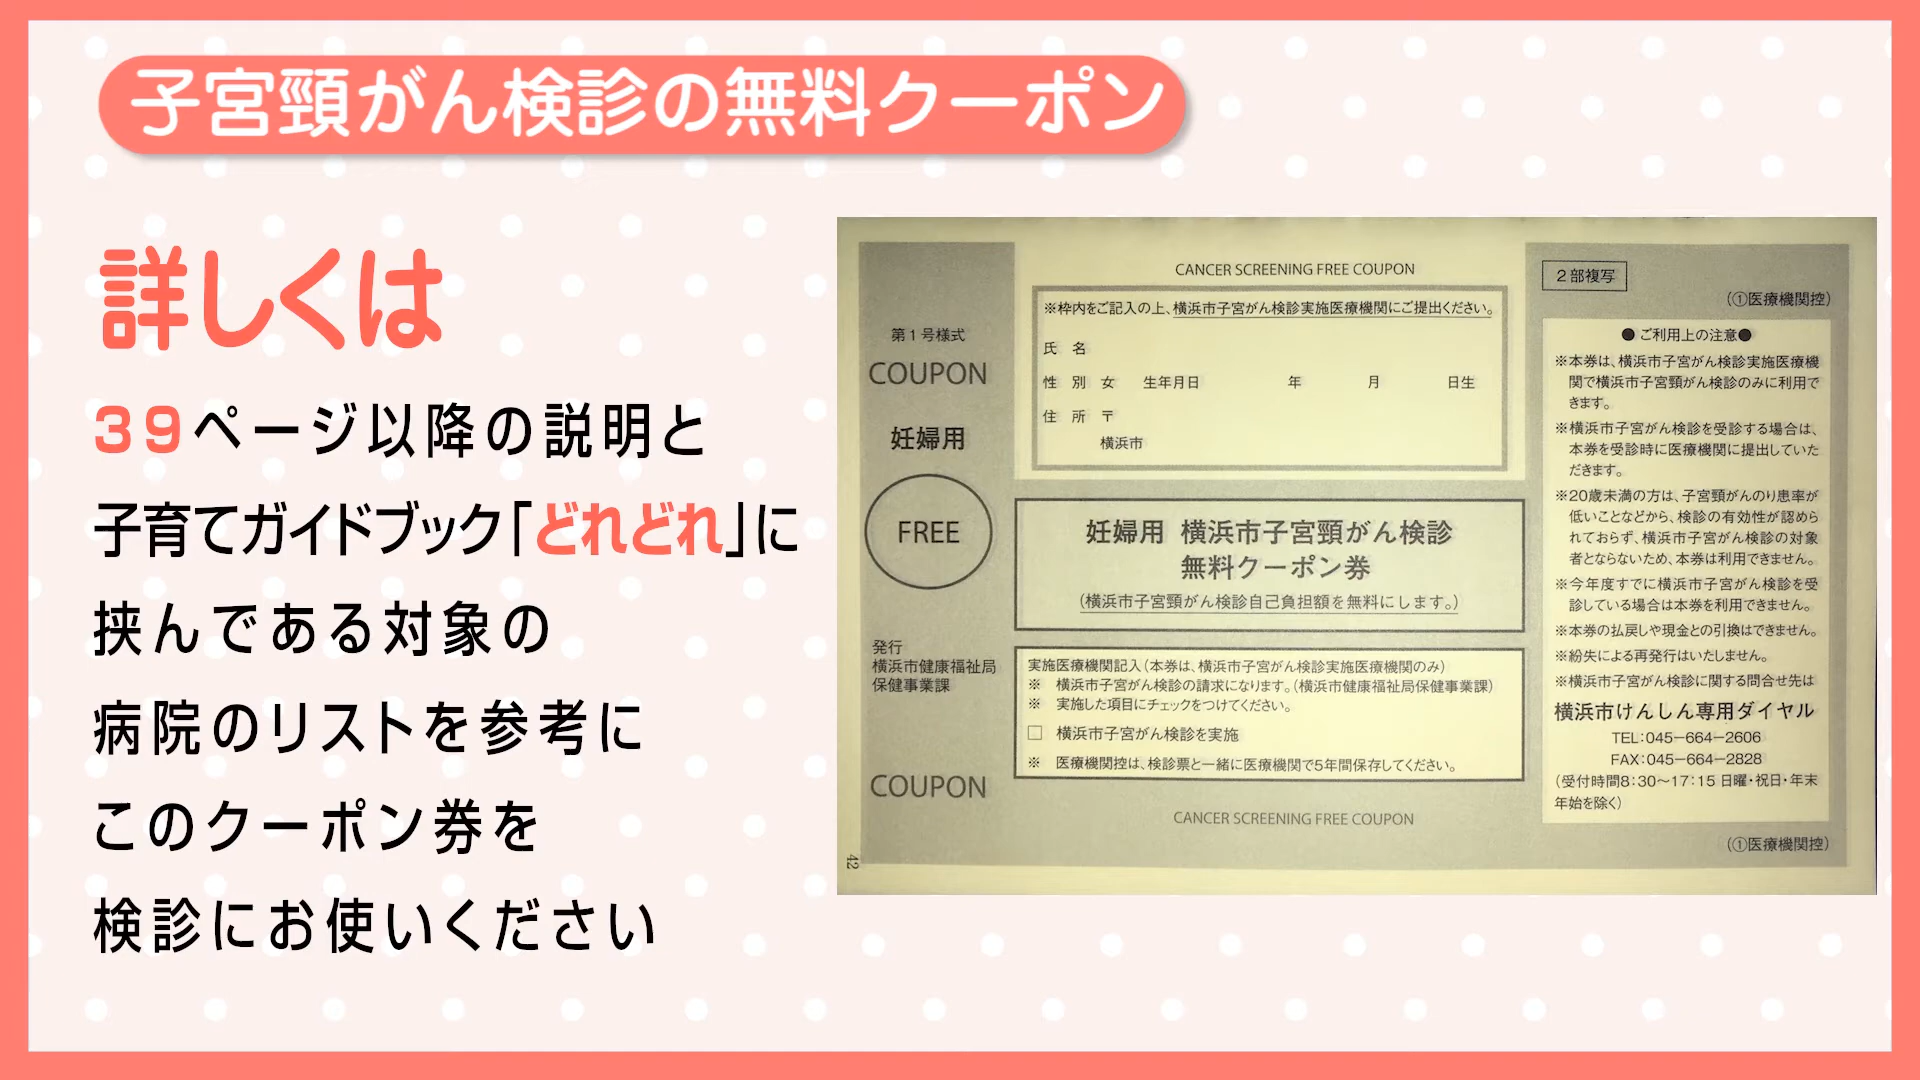 子宮頸がん検診の無料クーポン
詳しくは
39ページ以降の説明と
子育てガイドブック「どれどれ」に
挟んである対象の
病院のリストを参考に
このクーポン券を
検診にお使いください
第1号様式
COUPON
妊婦用
FREE
発行
横浜市健康福祉局
保健事業課
COUPON
42
CANCER SCREENING FREE COUPON
※枠内をご記入の上、横浜市子宮がん検診実施医療機関にご提出ください。
氏 名
性 別 女 生年月日 年 月 日生
住 所 〒
横浜市
妊婦用 横浜市子宮頸がん検診
無料クーポン券
(横浜市子宮頸がん検診自己負担額を無料にします。)
実施医療機関記入(本券は、横浜市子宮がん検診実施医療機関のみ)
※ 横浜市子宮がん検診の請求になります。(横浜市健康福祉局保健事業課)
※ 実施した項目にチェックをつけてください。
□ 横浜市子宮がん検診を実施
※ 医療機関控は、検診票と一緒に医療機関で5年間保存してください。
CANCER SCREENING FREE COUPON
2部複写
(①医療機関控)
●ご利用上の注意●
※本券は、横浜市子宮がん検診実施医療機
関で横浜市子宮頸がん検診のみに利用で
きます。
※横浜市子宮がん検診を受診する場合は、
本券を受診時に医療機関に提出していた
だきます。
※20歳未満の方は、子宮頸がんのり患率が
低いことなどから、検診の有効性が認めら
れておらず、横浜市子宮がん検診の対象
者とならないため、本券は利用できません。
※今年度すでに横浜市子宮がん検診を受
診している場合は本券を利用できません。
※本券の払戻しや現金との引換はできません。
※紛失による再発行はいたしません。
※横浜市子宮がん検診に関する問合せ先は
横浜市けんしん専用ダイヤル
TEL:045−664−2606
FAX:045−664−2828
(受付時間8:30〜17:15 日曜・祝日・年末
年始を除く)
(①医療機関控)